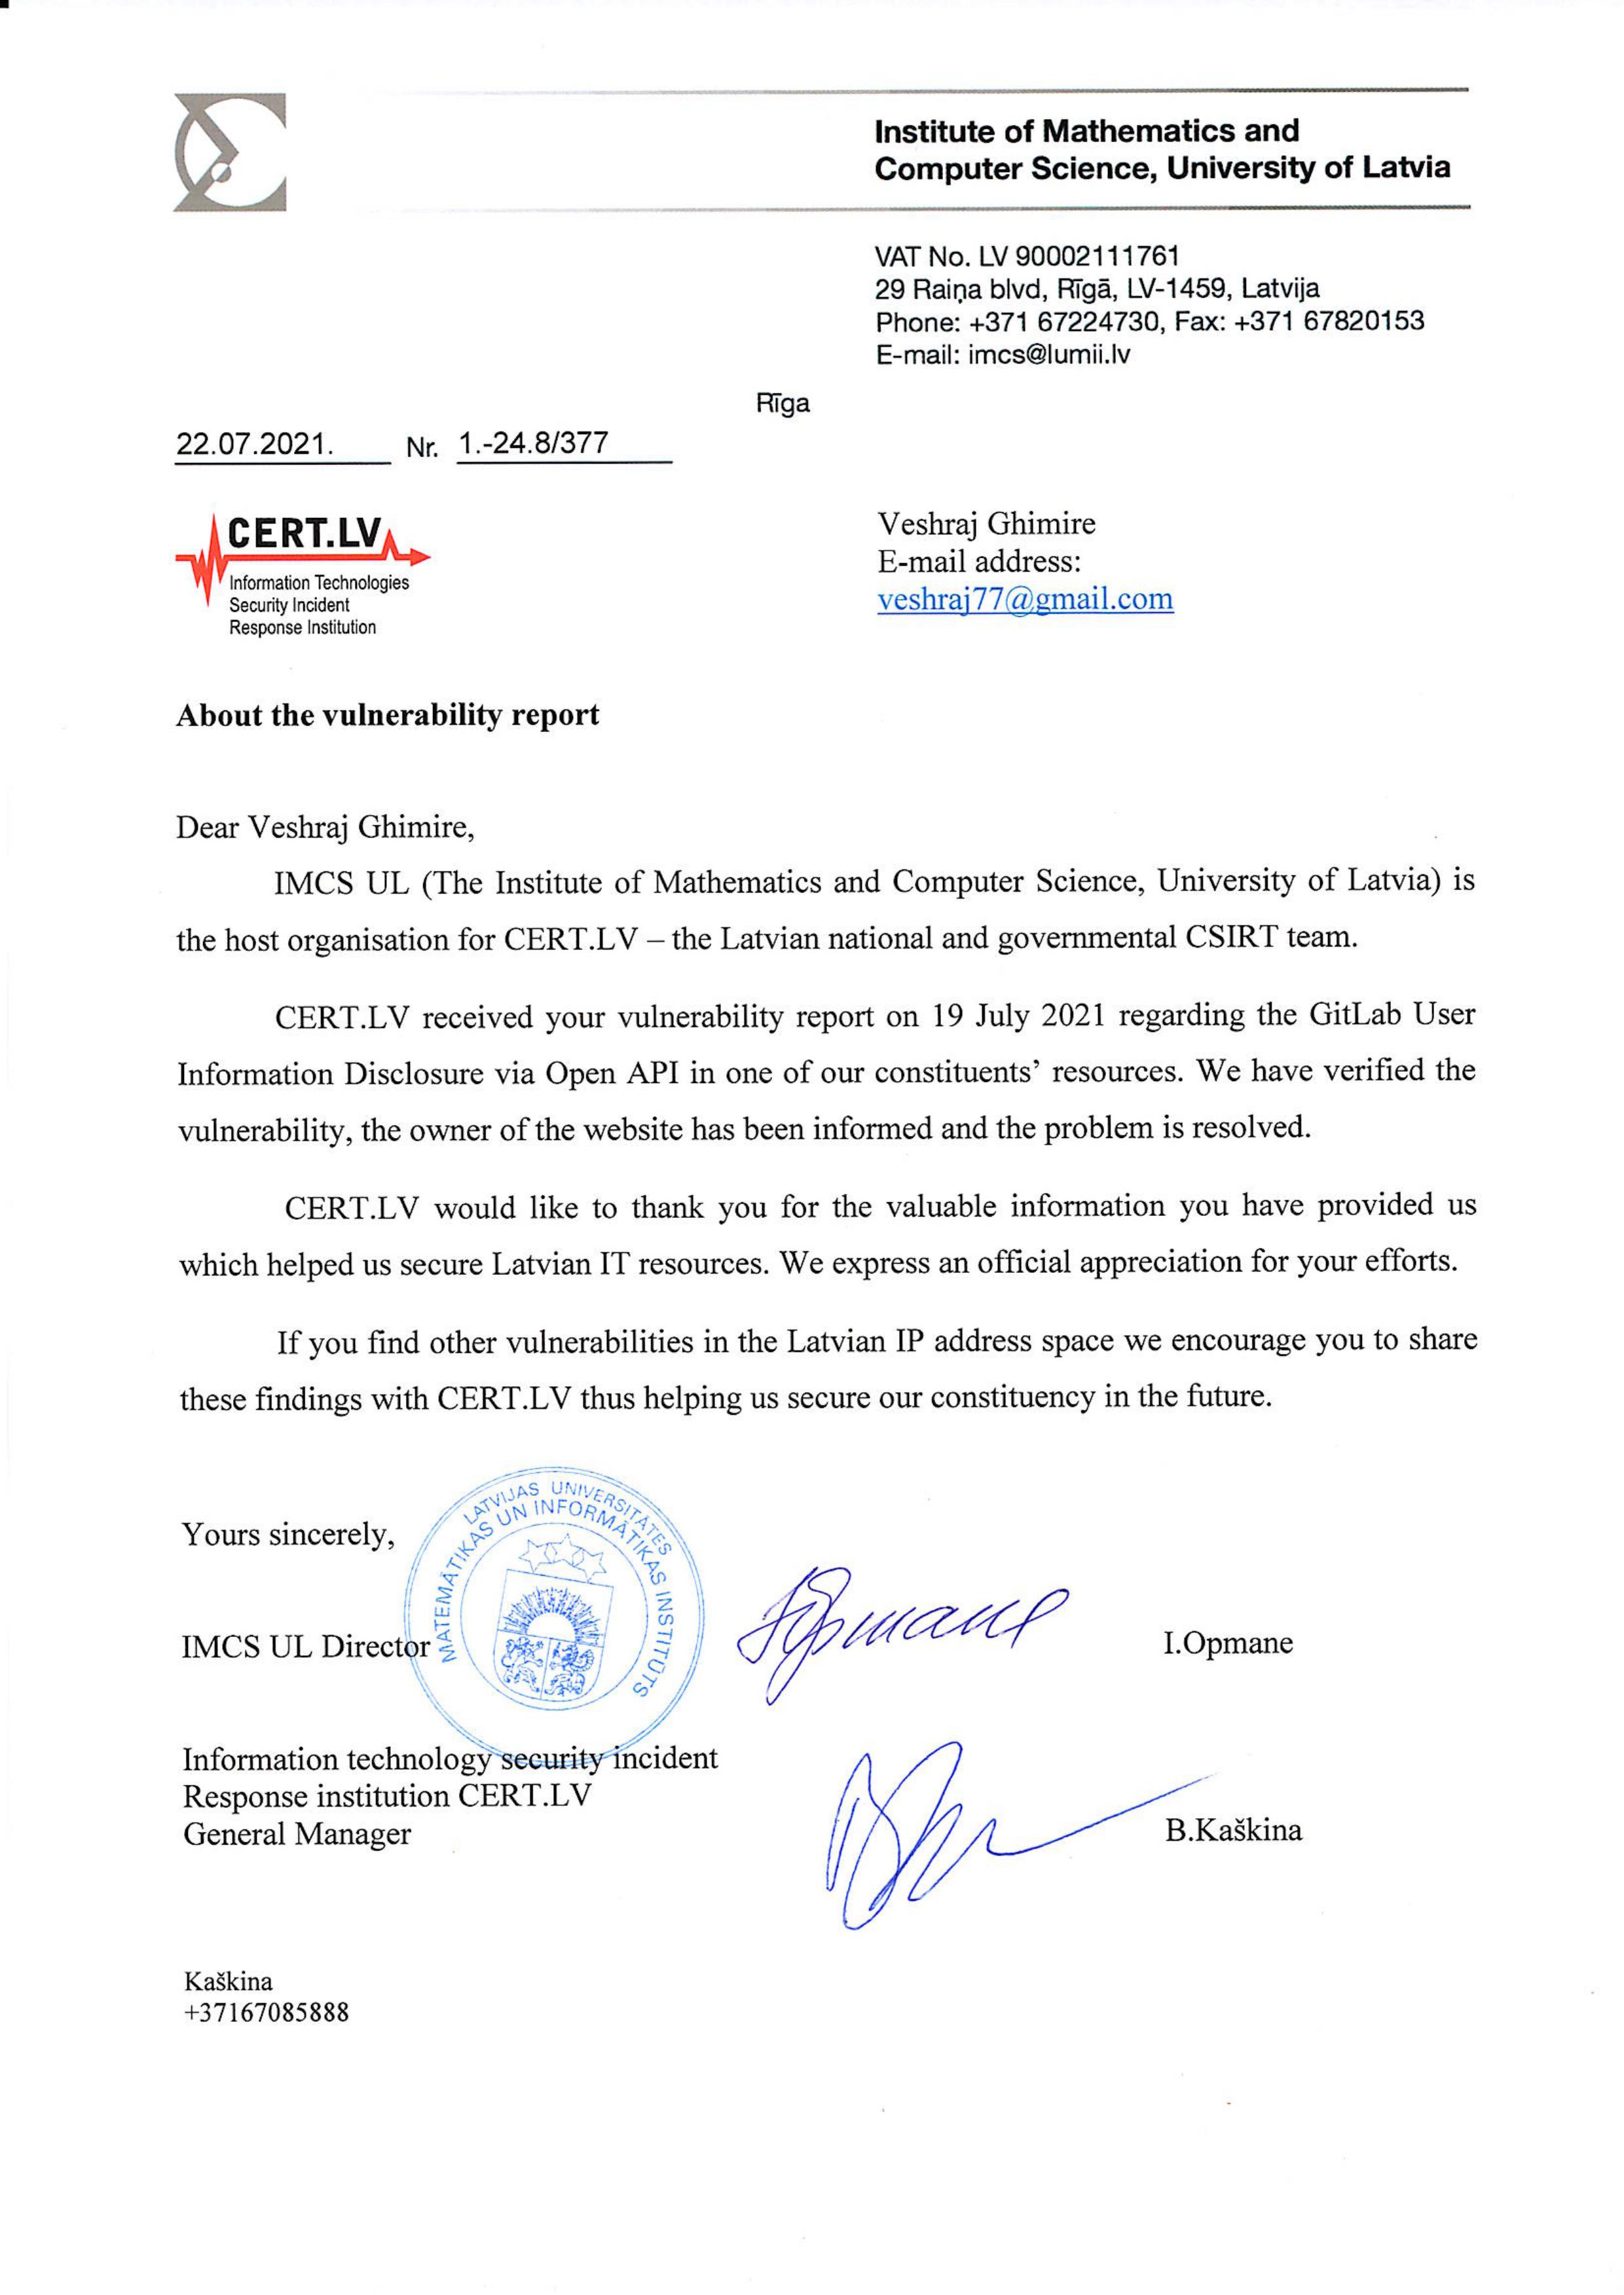 Institute of Mathematics and
Computer Science, University of Latvia
VAT No. LV 90002111761
29 Raiņa blvd, Rīgā, LV-1459, Latvija
Phone: +371 67224730, Fax: +371 67820153
E-mail: imcs@lumii.lv
Rīga
22.07.2021. Nr. 1.-24.8/377
CERT.LV
Information Technologies
Security Incident
Response Institution
Veshraj Ghimire
E-mail address:
veshraj77@gmail.com
About the vulnerability report
Dear Veshraj Ghimire,
IMCS UL (The Institute of Mathematics and Computer Science, University of Latvia) is
the host organisation for CERT.LV – the Latvian national and governmental CSIRT team.
CERT.LV received your vulnerability report on 19 July 2021 regarding the GitLab User
Information Disclosure via Open API in one of our constituents’ resources. We have verified the
vulnerability, the owner of the website has been informed and the problem is resolved.
CERT.LV would like to thank you for the valuable information you have provided us
which helped us secure Latvian IT resources. We express an official appreciation for your efforts.
If you find other vulnerabilities in the Latvian IP address space we encourage you to share
these findings with CERT.LV thus helping us secure our constituency in the future.
Yours sincerely,
LATVIJAS UNIVERSITĀTES
MATEMĀTIKAS UN INFORMĀTIKAS INSTITŪTS
IMCS UL Director
I.Opmane
Information technology security incident
Response institution CERT.LV
General Manager
B.Kaškina
Kaškina
+37167085888